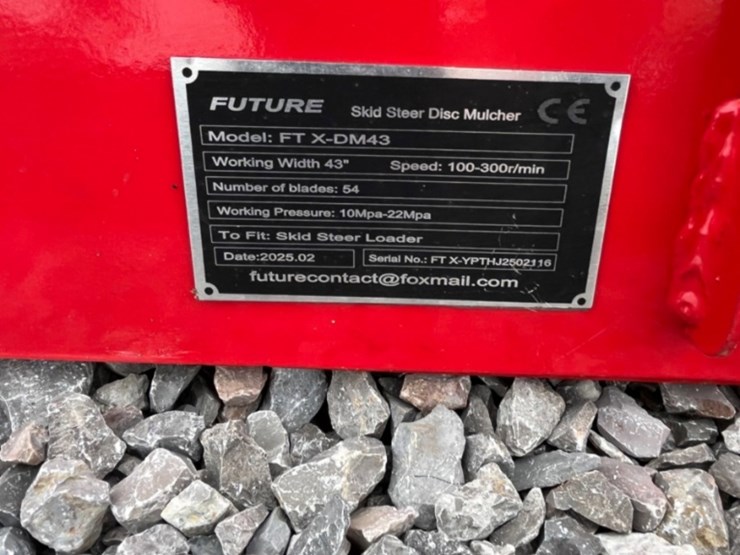 FUTURE Skid Steer Disc Mulcher CE
Model: FT X-DM43
Working Width 43" Speed: 100-300r/min
Number of blades: 54
Working Pressure: 10Mpa-22Mpa
To Fit: Skid Steer Loader
Date:2025.02 Serial No.: FT X-YPTHJ2502116
futurecontact@foxmail.com